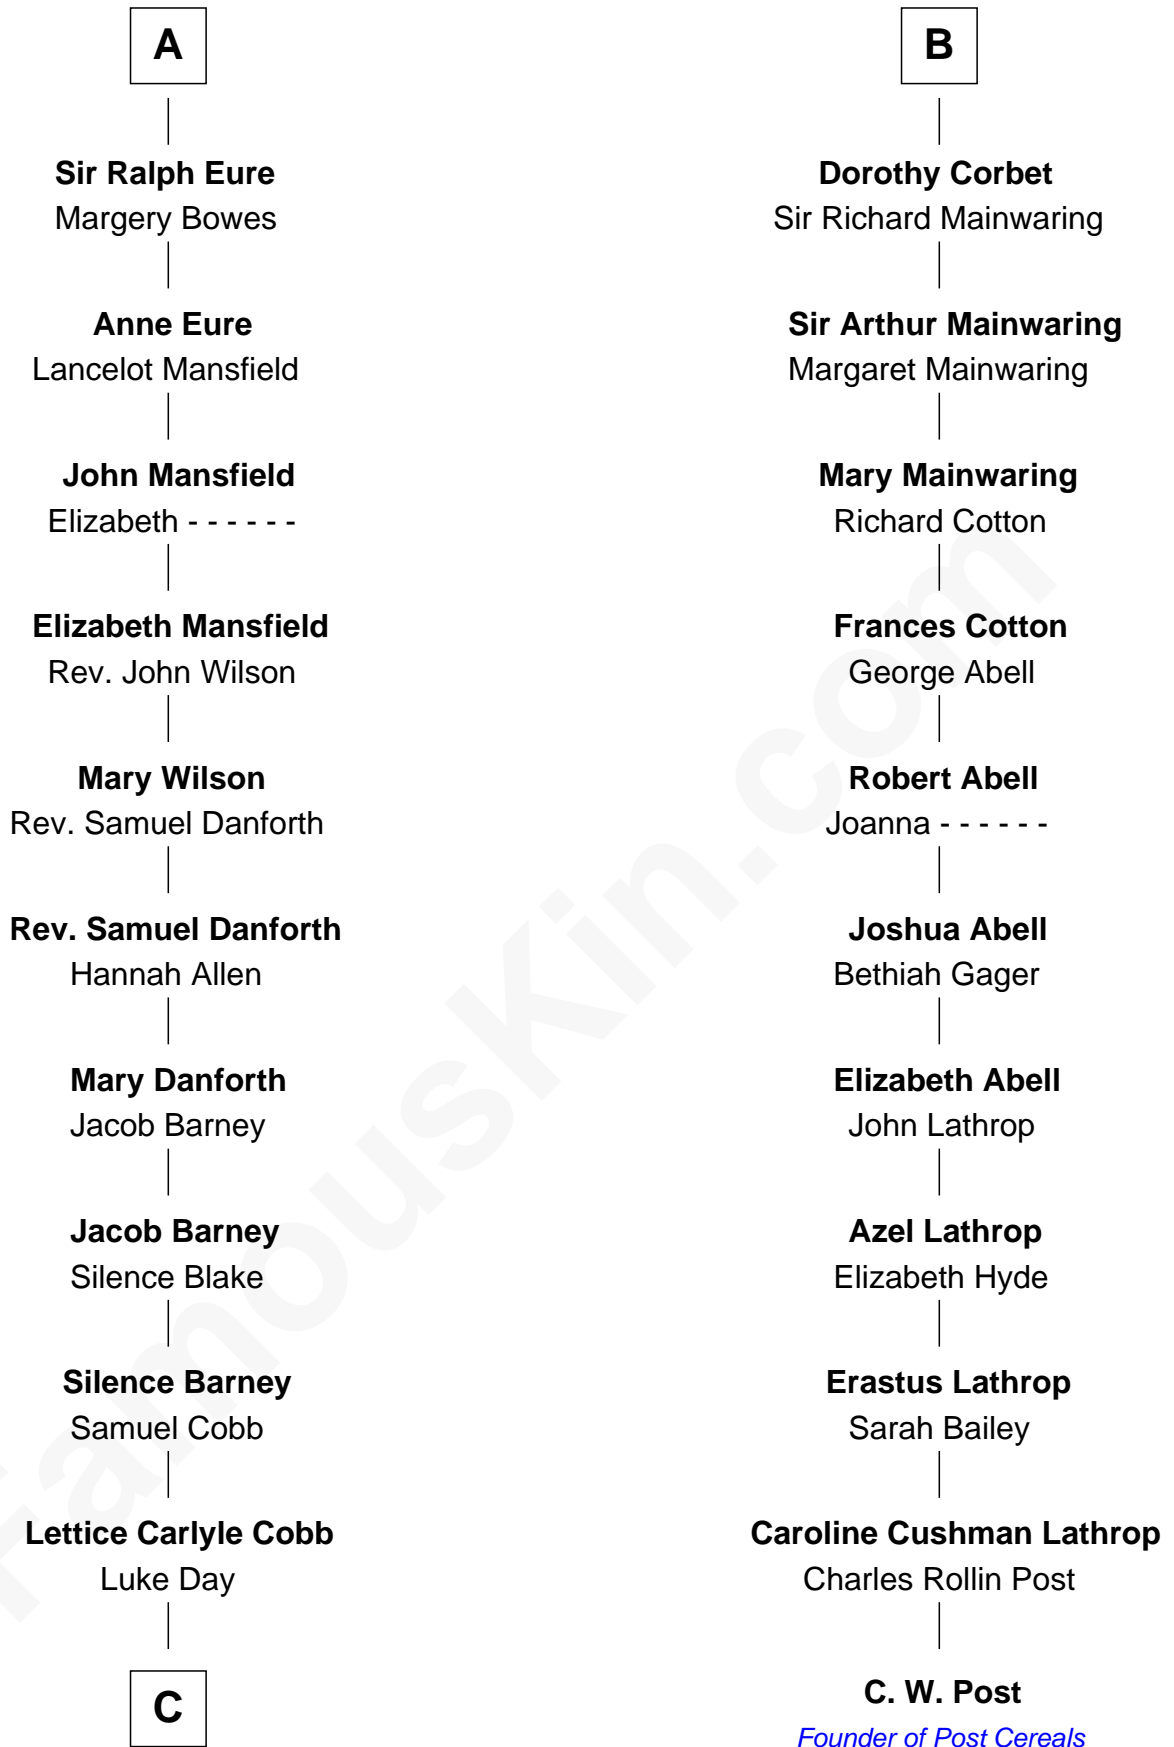 A
Sir Ralph Eure
Margery Bowes
Anne Eure
Lancelot Mansfield
John Mansfield
Elizabeth - - - - - -
Elizabeth Mansfield
Rev. John Wilson
Mary Wilson
Rev. Samuel Danforth
Rev. Samuel Danforth
Hannah Allen
Mary Danforth
Jacob Barney
Jacob Barney
Silence Blake
Silence Barney
Samuel Cobb
Lettice Carlyle Cobb
Luke Day
C
B
Dorothy Corbet
Sir Richard Mainwaring
Sir Arthur Mainwaring
Margaret Mainwaring
Mary Mainwaring
Richard Cotton
Frances Cotton
George Abell
Robert Abell
Joanna - - - - - -
Joshua Abell
Bethiah Gager
Elizabeth Abell
John Lathrop
Azel Lathrop
Elizabeth Hyde
Erastus Lathrop
Sarah Bailey
Caroline Cushman Lathrop
Charles Rollin Post
C. W. Post
Founder of Post Cereals
FamousKin.com